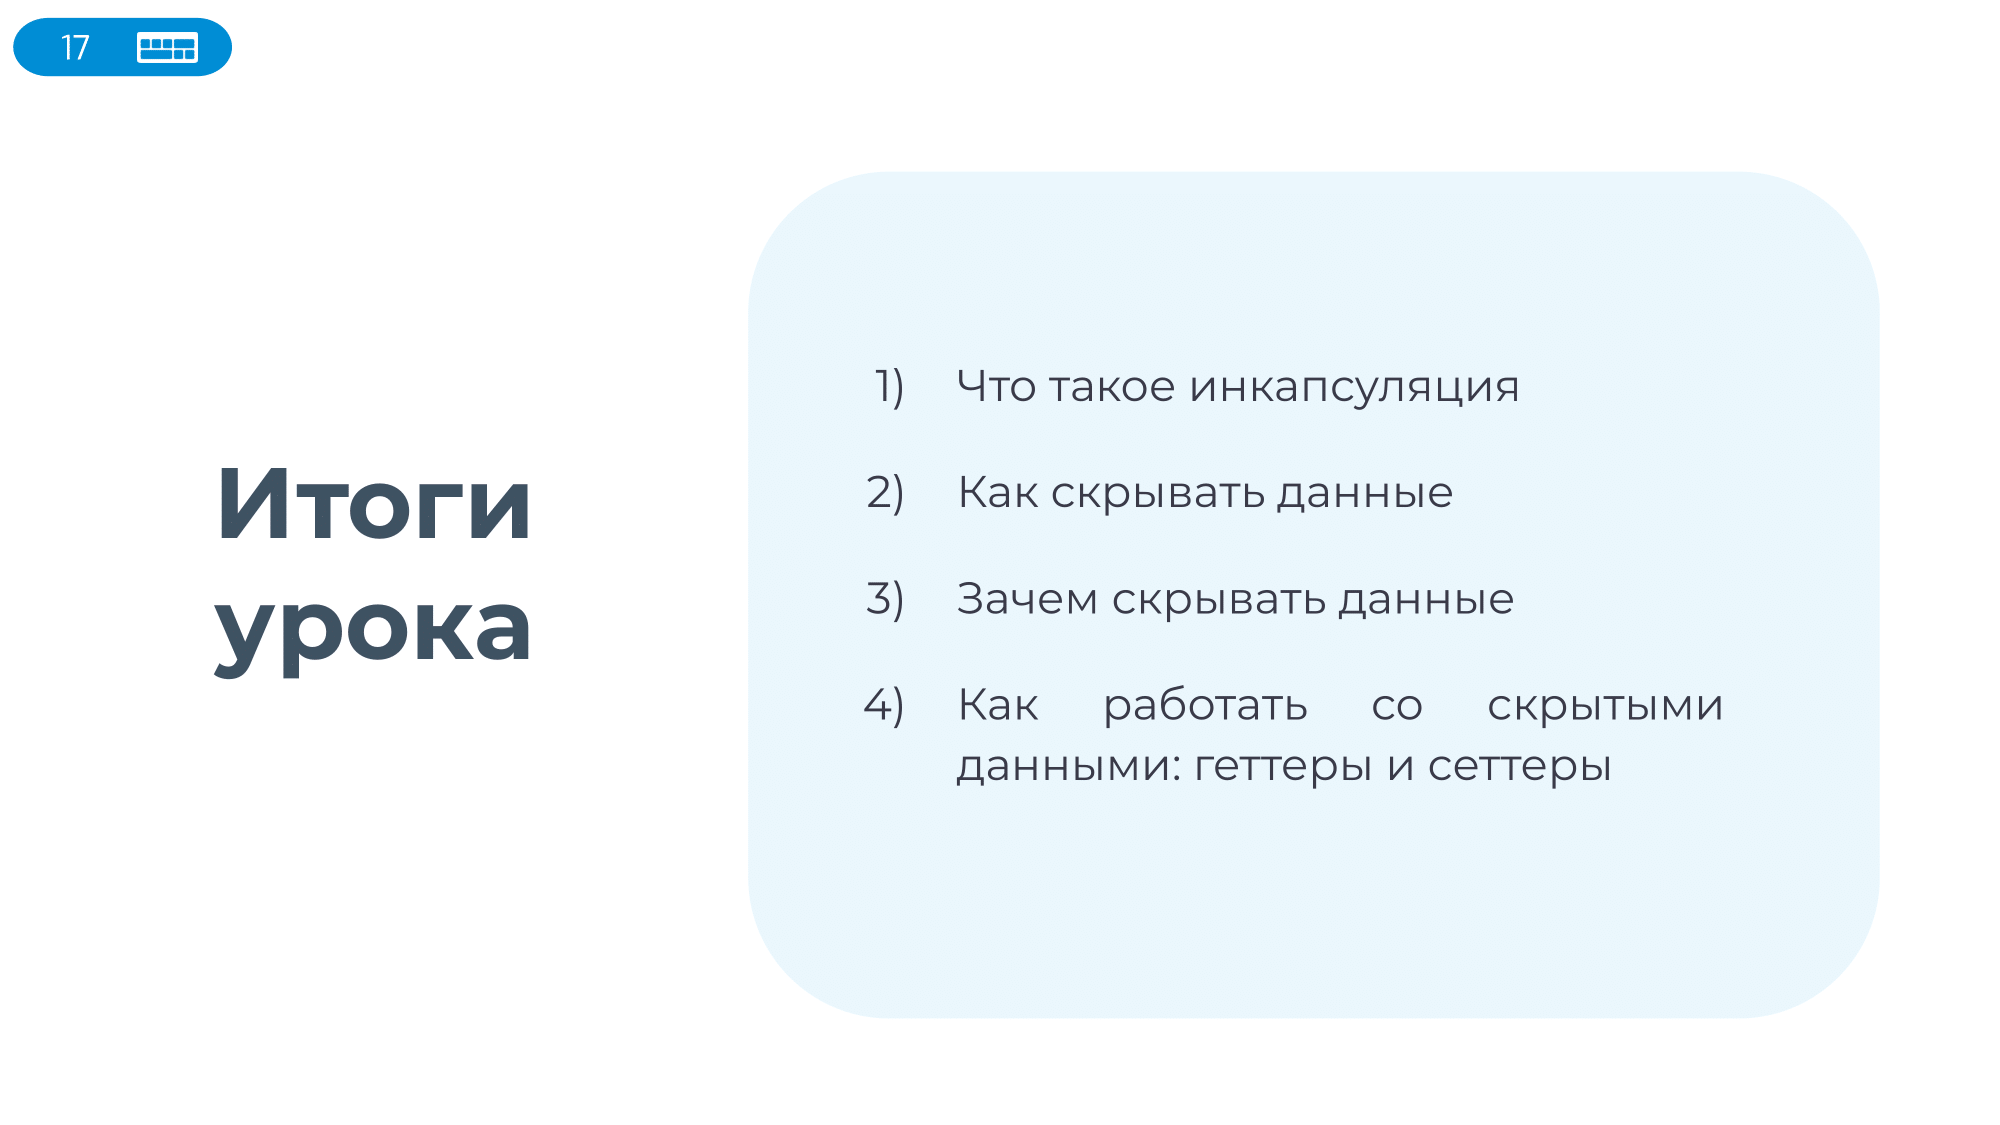 17
Итоги
урока
1) Что такое инкапсуляция
2) Как скрывать данные
3) Зачем скрывать данные
4) Как работать со скрытыми
данными: геттеры и сеттеры